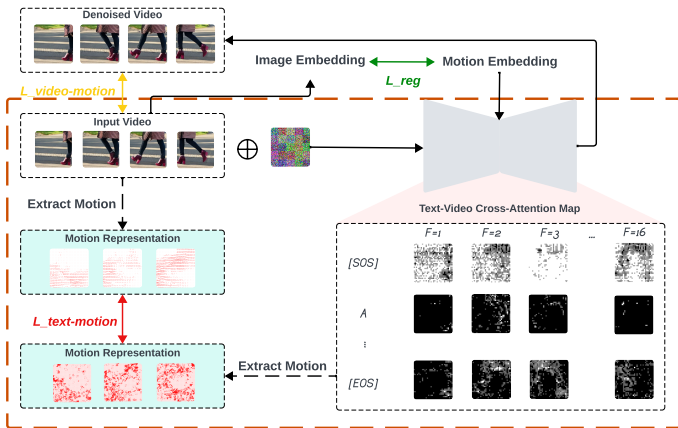 Denoised Video
Image Embedding
Motion Embedding
L_reg
L_video-motion
Input Video
Extract Motion
Text-Video Cross-Attention Map
Motion Representation
F=1 F=2 F=3 ... F=16
[SOS]
L_text-motion
A
...
Motion Representation
Extract Motion
[EOS]